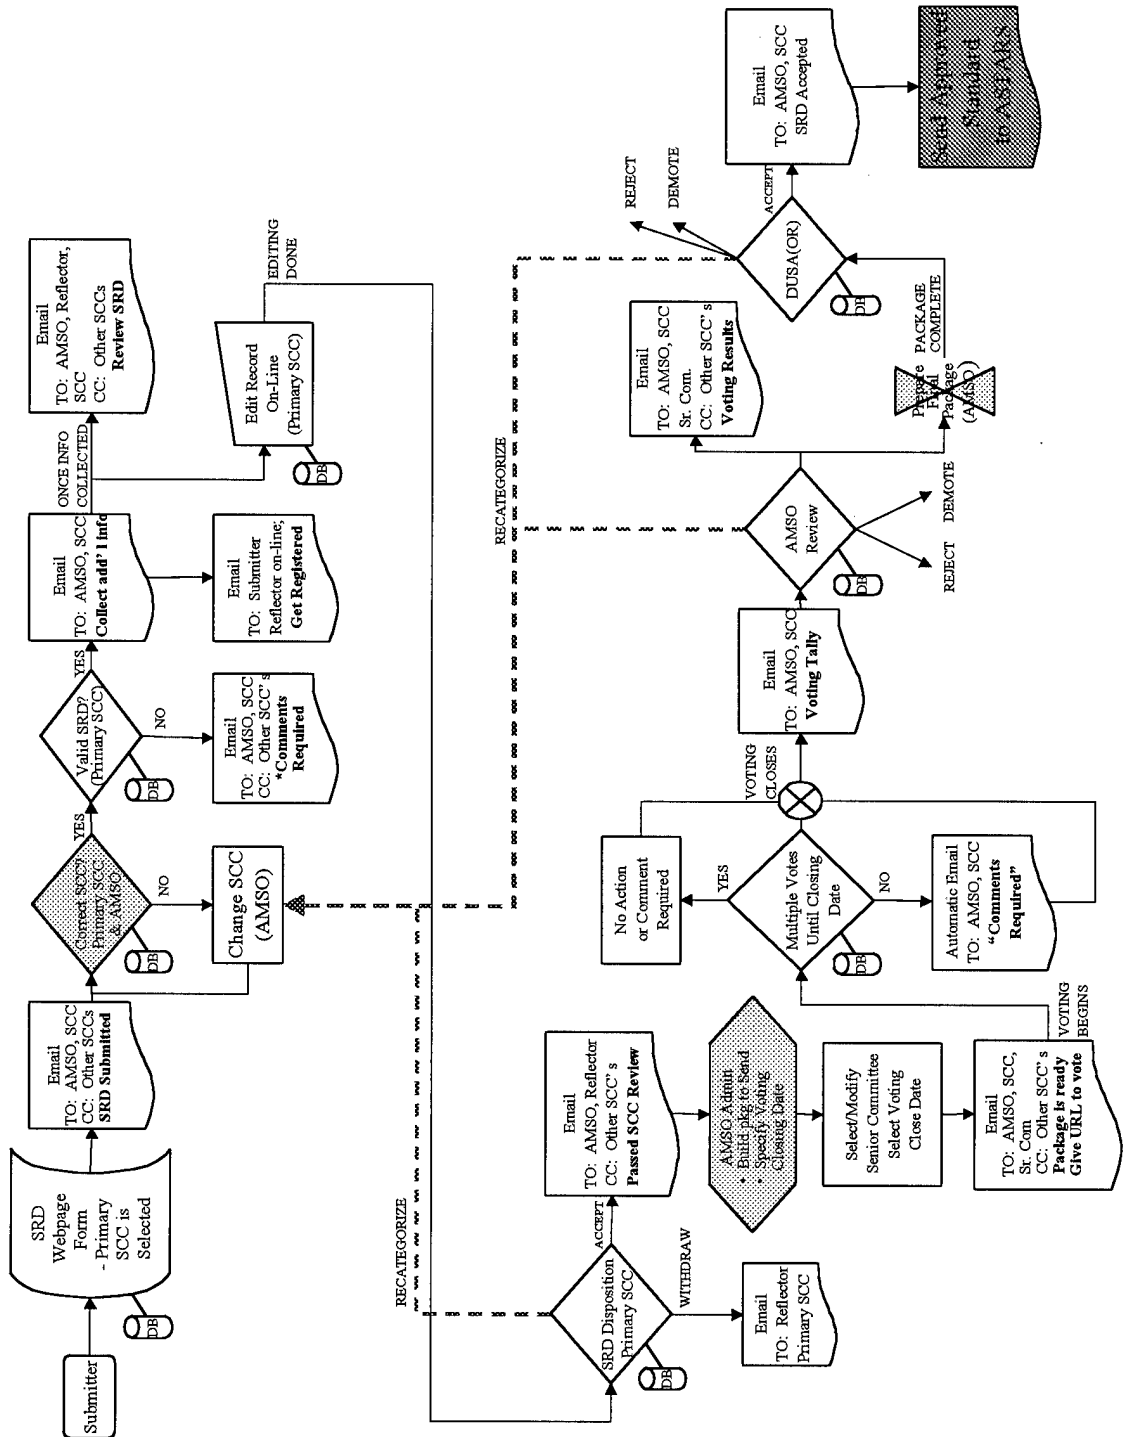 Submitter
SRD
Webpage
Form
- Primary
SCC is
Selected
DB
Email
TO: AMSO, SCC
CC: Other SCCs
SRD Submitted
Correct SCC?
Primary SCC
& AMSO
DB
YES
NO
Change SCC
(AMSO)
Valid SRD?
(Primary SCC)
DB
YES
NO
Email
TO: AMSO, SCC
CC: Other SCC's
*Comments
Required
Email
TO: AMSO, SCC
Collect add'l Info
Email
TO: Submitter
Reflector on-line;
Get Registered
ONCE INFO
COLLECTED
Email
TO: AMSO, Reflector,
SCC
CC: Other SCCs
Review SRD
Edit Record
On-Line
(Primary SCC)
DB
EDITING
DONE
RECATEGORIZE
RECATEGORIZE
SRD Disposition
Primary SCC
DB
ACCEPT
WITHDRAW
Email
TO: Reflector
Primary SCC
Email
TO: AMSO, Reflector
CC: Other SCC's
Passed SCC Review
AMSO Admin
• Build pkg to Send
• Specify Voting
Closing Date
Select/Modify
Senior Committee
Select Voting
Close Date
Email
TO: AMSO, SCC,
Sr. Com
CC: Other SCC's
Package is ready
Give URL to vote
VOTING
BEGINS
Multiple Votes
Until Closing
Date
DB
YES
NO
No Action
or Comment
Required
Automatic Email
TO: AMSO, SCC
"Comments
Required"
VOTING
CLOSES
Email
TO: AMSO, SCC
Voting Tally
AMSO
Review
DB
REJECT
DEMOTE
Email
TO: AMSO, SCC
Sr. Com.
CC: Other SCC's
Voting Results
Prepare
Final
Package
(AMSO)
PACKAGE
COMPLETE
DUSA(OR)
DB
REJECT
DEMOTE
ACCEPT
Email
TO: AMSO, SCC
SRD Accepted
Send Approved
Standard
to ASTARS